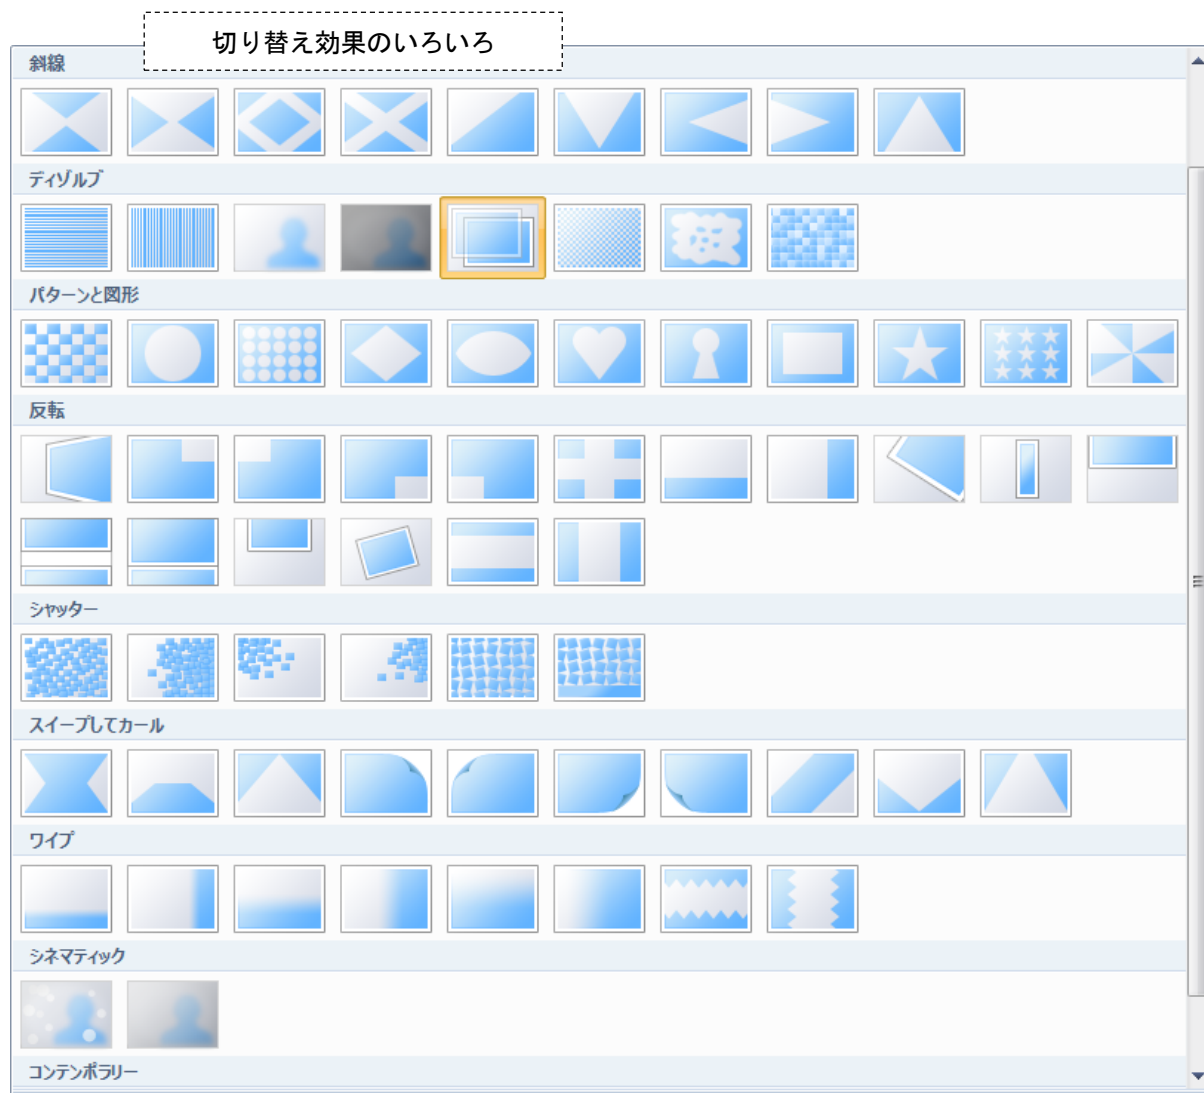 切り替え効果のいろいろ
斜線
ディゾルブ
パターンと図形
反転
シャッター
スイープしてカール
ワイプ
シネマティック
コンテンポラリー